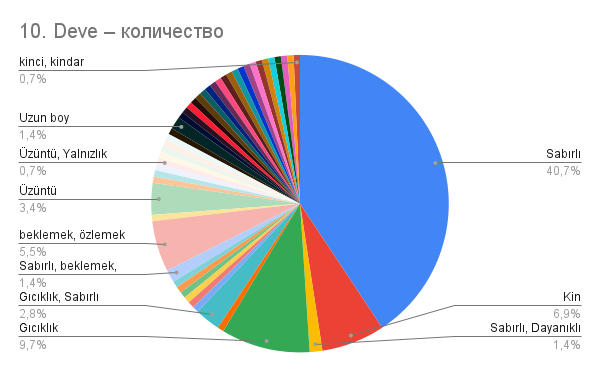 10. Deve – количество
kinci, kindar
0,7%
Uzun boy
1,4%
Üzüntü, Yalnızlık
0,7%
Üzüntü
3,4%
beklemek, özlemek
5,5%
Sabırlı, beklemek,
1,4%
Gıcıklık, Sabırlı
2,8%
Gıcıklık
9,7%
Sabırlı
40,7%
Kin
6,9%
Sabırlı, Dayanıklı
1,4%